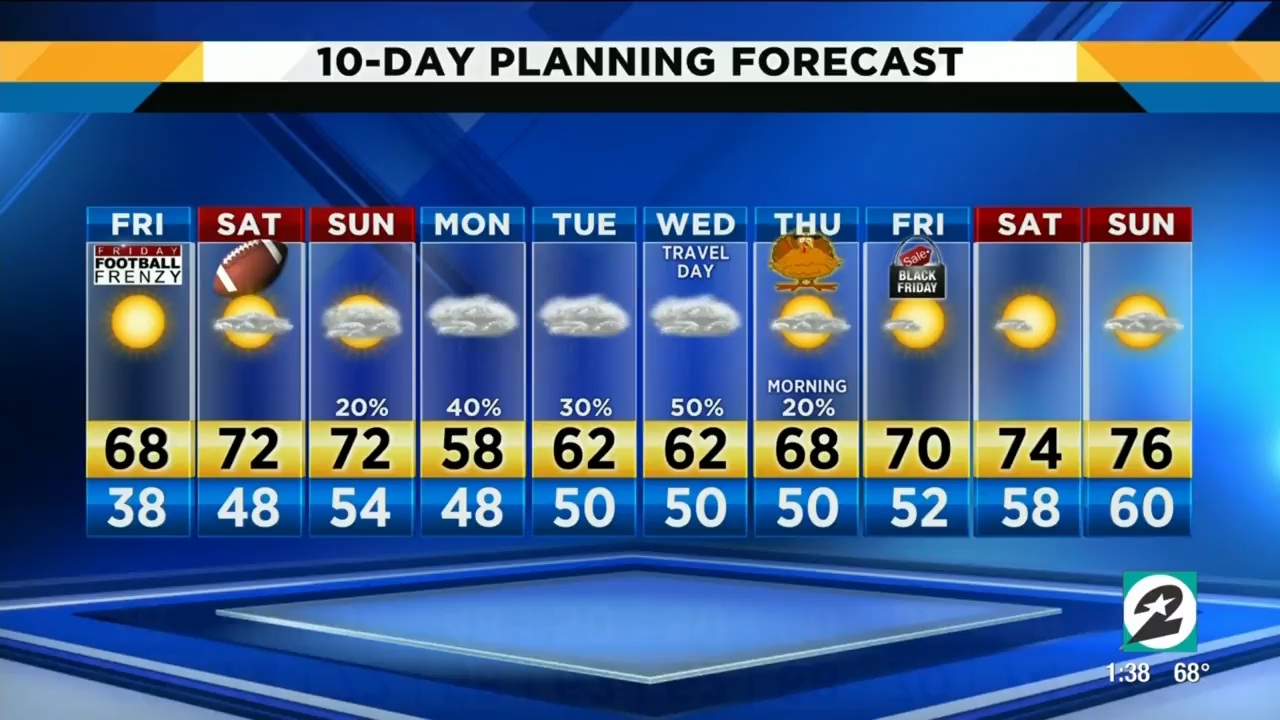 10-DAY PLANNING FORECAST
FRI SAT SUN MON TUE WED THU FRI SAT SUN
FRIDAY
FOOTBALL
FRENZY
TRAVEL
DAY
Sale
BLACK
FRIDAY
MORNING
20% 40% 30% 50% 20%
68 72 72 58 62 62 68 70 74 76
38 48 54 48 50 50 50 52 58 60
2
1:38 68°